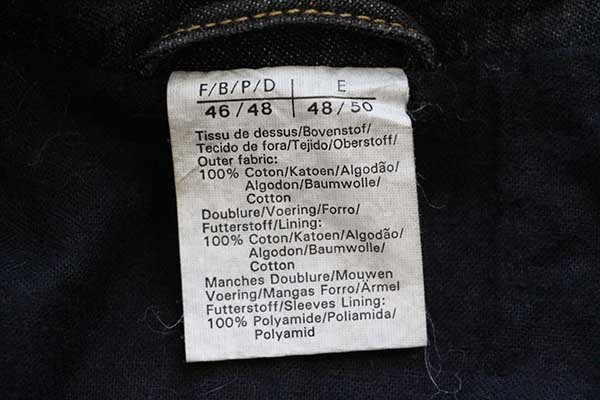 F/B/P/D | E
46/48 | 48/50
Tissu de dessus/Bovenstof/
Tecido de fora/Tejido/Oberstoff/
Outer fabric:
100% Coton/Katoen/Algodão/
Algodon/Baumwolle/
Cotton
Doublure/Voering/Forro/
Futterstoff/Lining:
100% Coton/Katoen/Algodão/
Algodon/Baumwolle/
Cotton
Manches Doublure/Mouwen
Voering/Mangas Forro/Ärmel
Futterstoff/Sleeves Lining:
100% Polyamide/Poliamida/
Polyamid